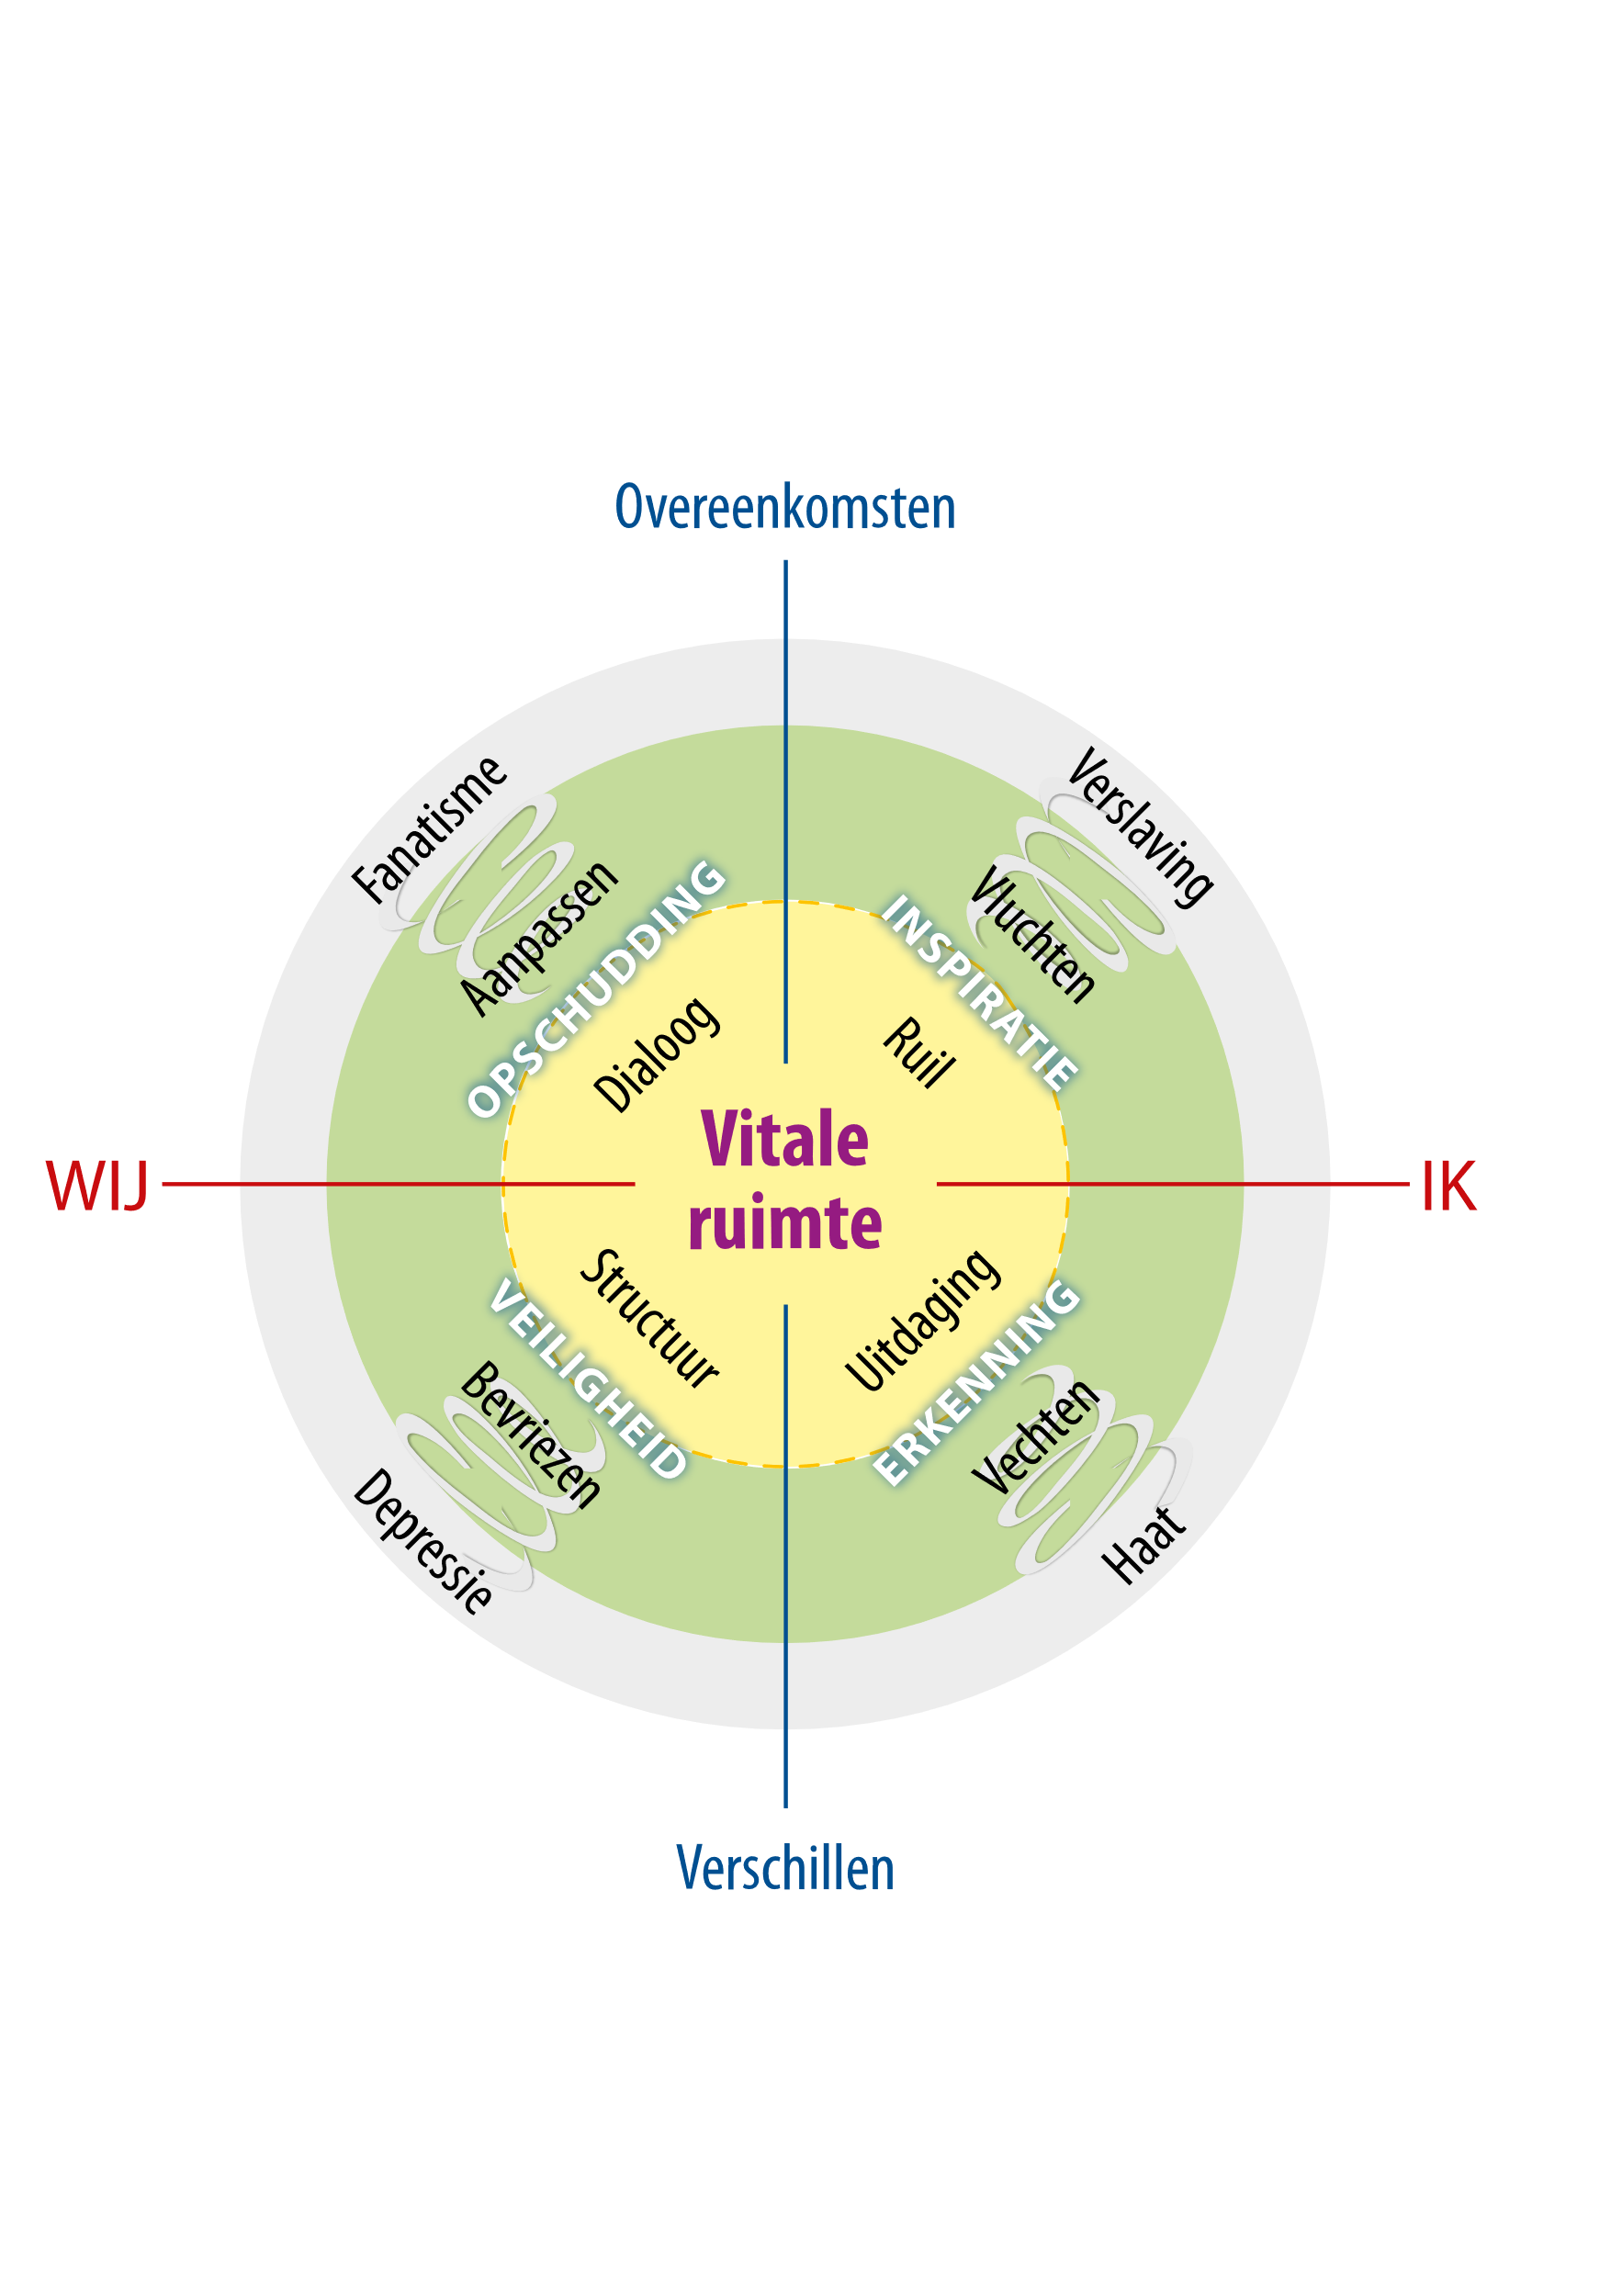 Overeenkomsten
Fanatisme
Verslaving
Aanpassen
Vluchten
OPSCHUDDING
INSPIRATIE
Dialoog
Ruil
Vitale
ruimte
WIJ
IK
Structuur
Uitdaging
VEILIGHEID
ERKENNING
Bevriezen
Vechten
Depressie
Haat
Verschillen